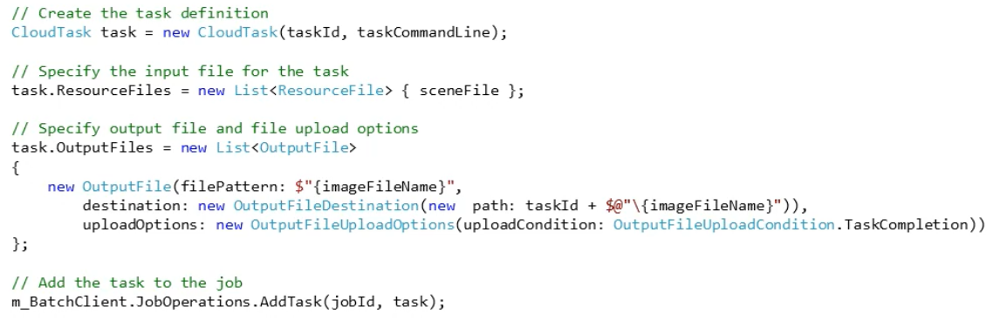 // Create the task definition
CloudTask task = new CloudTask(taskId, taskCommandLine);
// Specify the input file for the task
task.ResourceFiles = new List<ResourceFile> { sceneFile };
// Specify output file and file upload options
task.OutputFiles = new List<OutputFile>
{
    new OutputFile(filePattern: $"{imageFileName}",
        destination: new OutputFileDestination(new  path: taskId + $@"\{imageFileName}")),
        uploadOptions: new OutputFileUploadOptions(uploadCondition: OutputFileUploadCondition.TaskCompletion))
};
// Add the task to the job
m_BatchClient.JobOperations.AddTask(jobId, task);